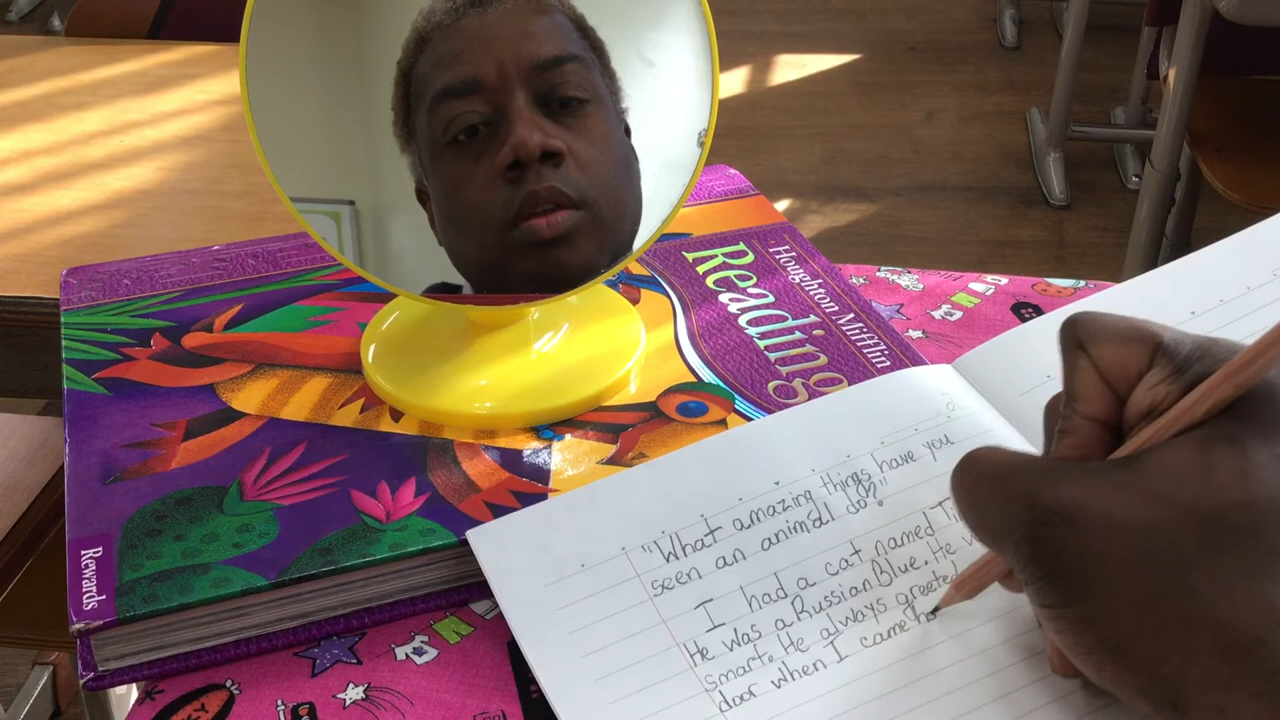 Houghton Mifflin
Reading
Rewards
"What amazing things have you
seen an animal do?"
I had a cat named
He was a Russian Blue. He
smart. He always greeted
door when I came